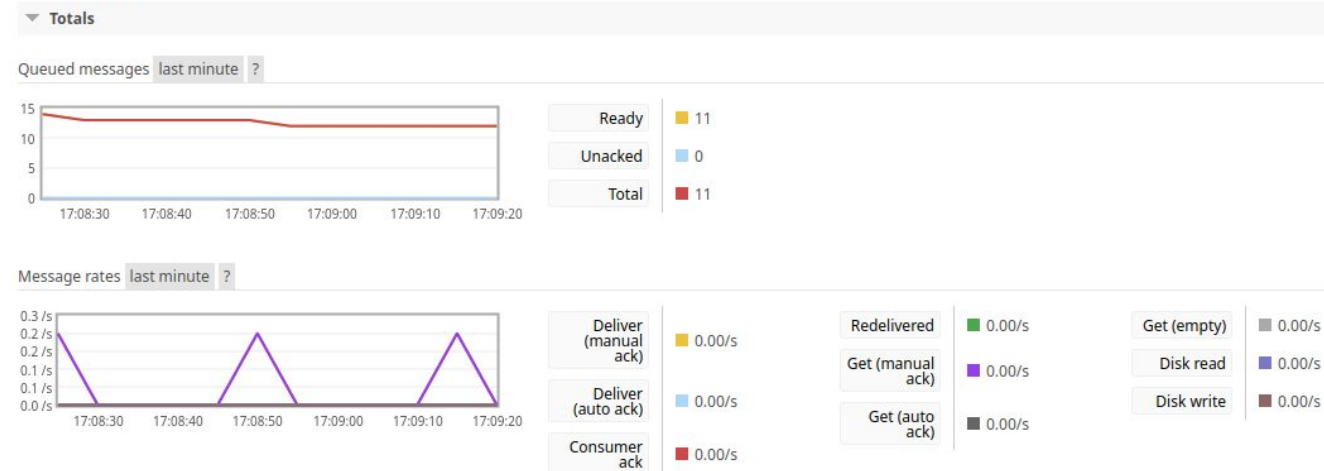 Totals
Queued messages last minute ?
15
10
5
0
17:08:30 17:08:40 17:08:50 17:09:00 17:09:10 17:09:20
Ready 11
Unacked 0
Total 11
Message rates last minute ?
0.3 /s
0.2 /s
0.2 /s
0.1 /s
0.1 /s
0.0 /s
17:08:30 17:08:40 17:08:50 17:09:00 17:09:10 17:09:20
Deliver
(manual
ack)
0.00/s
Deliver
(auto ack)
0.00/s
Consumer
ack
0.00/s
Redelivered 0.00/s
Get (manual
ack)
0.00/s
Get (auto
ack)
0.00/s
Get (empty) 0.00/s
Disk read 0.00/s
Disk write 0.00/s